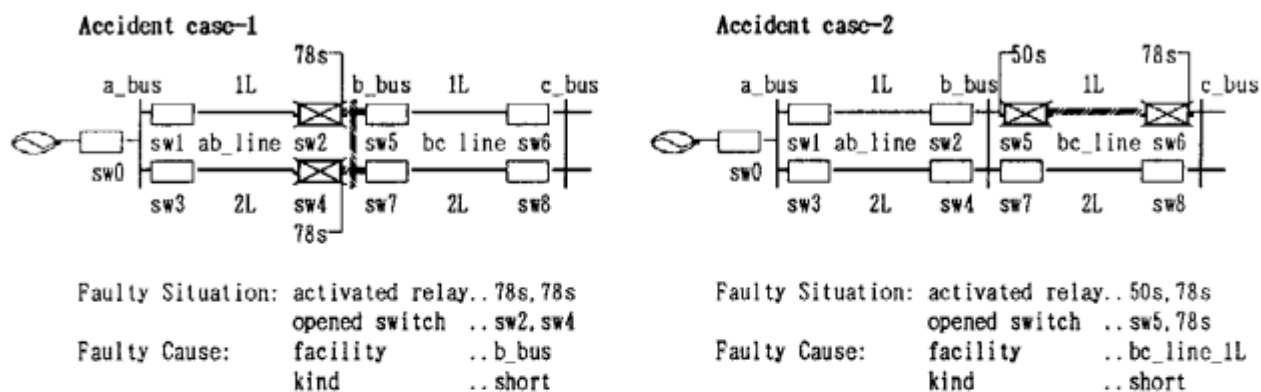 Accident case-1
78s
a_bus 1L b_bus 1L c_bus
sw1 ab_line sw2 sw5 bc line sw6
sw0
sw3 2L sw4 sw7 2L sw8
78s
Faulty Situation: activated relay..78s,78s
opened switch ..sw2,sw4
Faulty Cause: facility ..b_bus
kind ..short
Accident case-2
50s 78s
a_bus 1L b_bus 1L c_bus
sw1 ab_line sw2 sw5 bc_line sw6
sw0
sw3 2L sw4 sw7 2L sw8
Faulty Situation: activated relay..50s,78s
opened switch ..sw5,78s
Faulty Cause: facility ..bc_line_1L
kind ..short